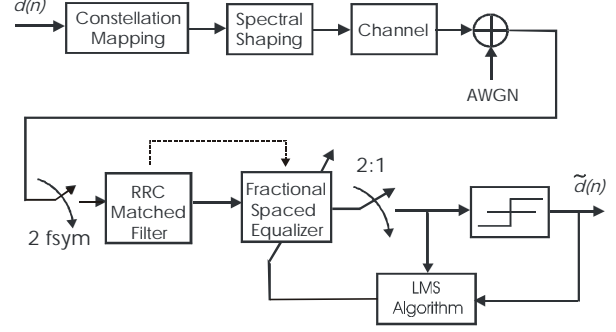 d(n)
Constellation
Mapping
Spectral
Shaping
Channel
AWGN
2 fsym
RRC
Matched
Filter
Fractional
Spaced
Equalizer
2:1
d̃(n)
LMS
Algorithm